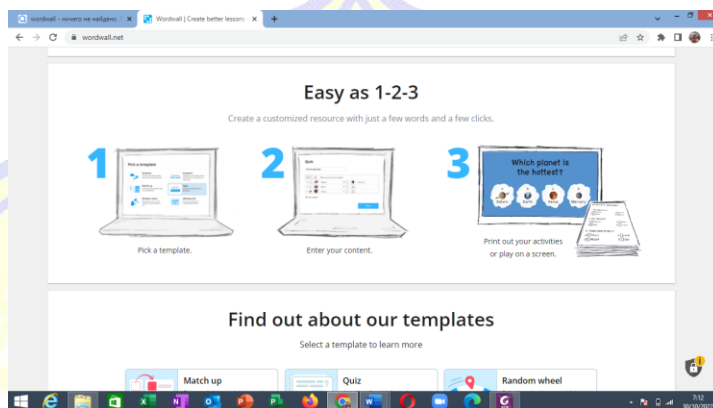 wordwall - ничего не найдено
Wordwall | Create better lessons
wordwall.net
Easy as 1-2-3
Create a customized resource with just a few words and a few clicks.
1
Pick a template
2
Quiz
3
Which planet is
the hottest?
Pick a template.
Enter your content.
Print out your activities
or play on a screen.
Find out about our templates
Select a template to learn more
Match up
Quiz
Random wheel
7:12